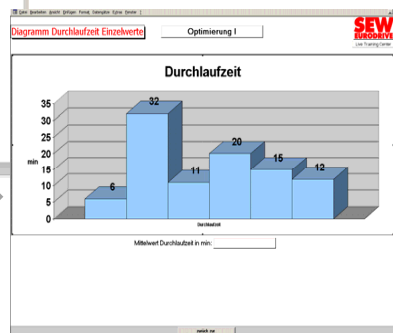 Datei Bearbeiten Ansicht Einfügen Format Datenoption Extras Fenster ?
Diagramm Durchlaufzeit Einzelwerte
Optimierung I
SEW
EURODRIVE
Live Training Center
Durchlaufzeit
35
30
25
20
15
10
5
0
min
6
32
11
20
15
12
Durchlaufzeit
Mittelwert Durchlaufzeit in min: